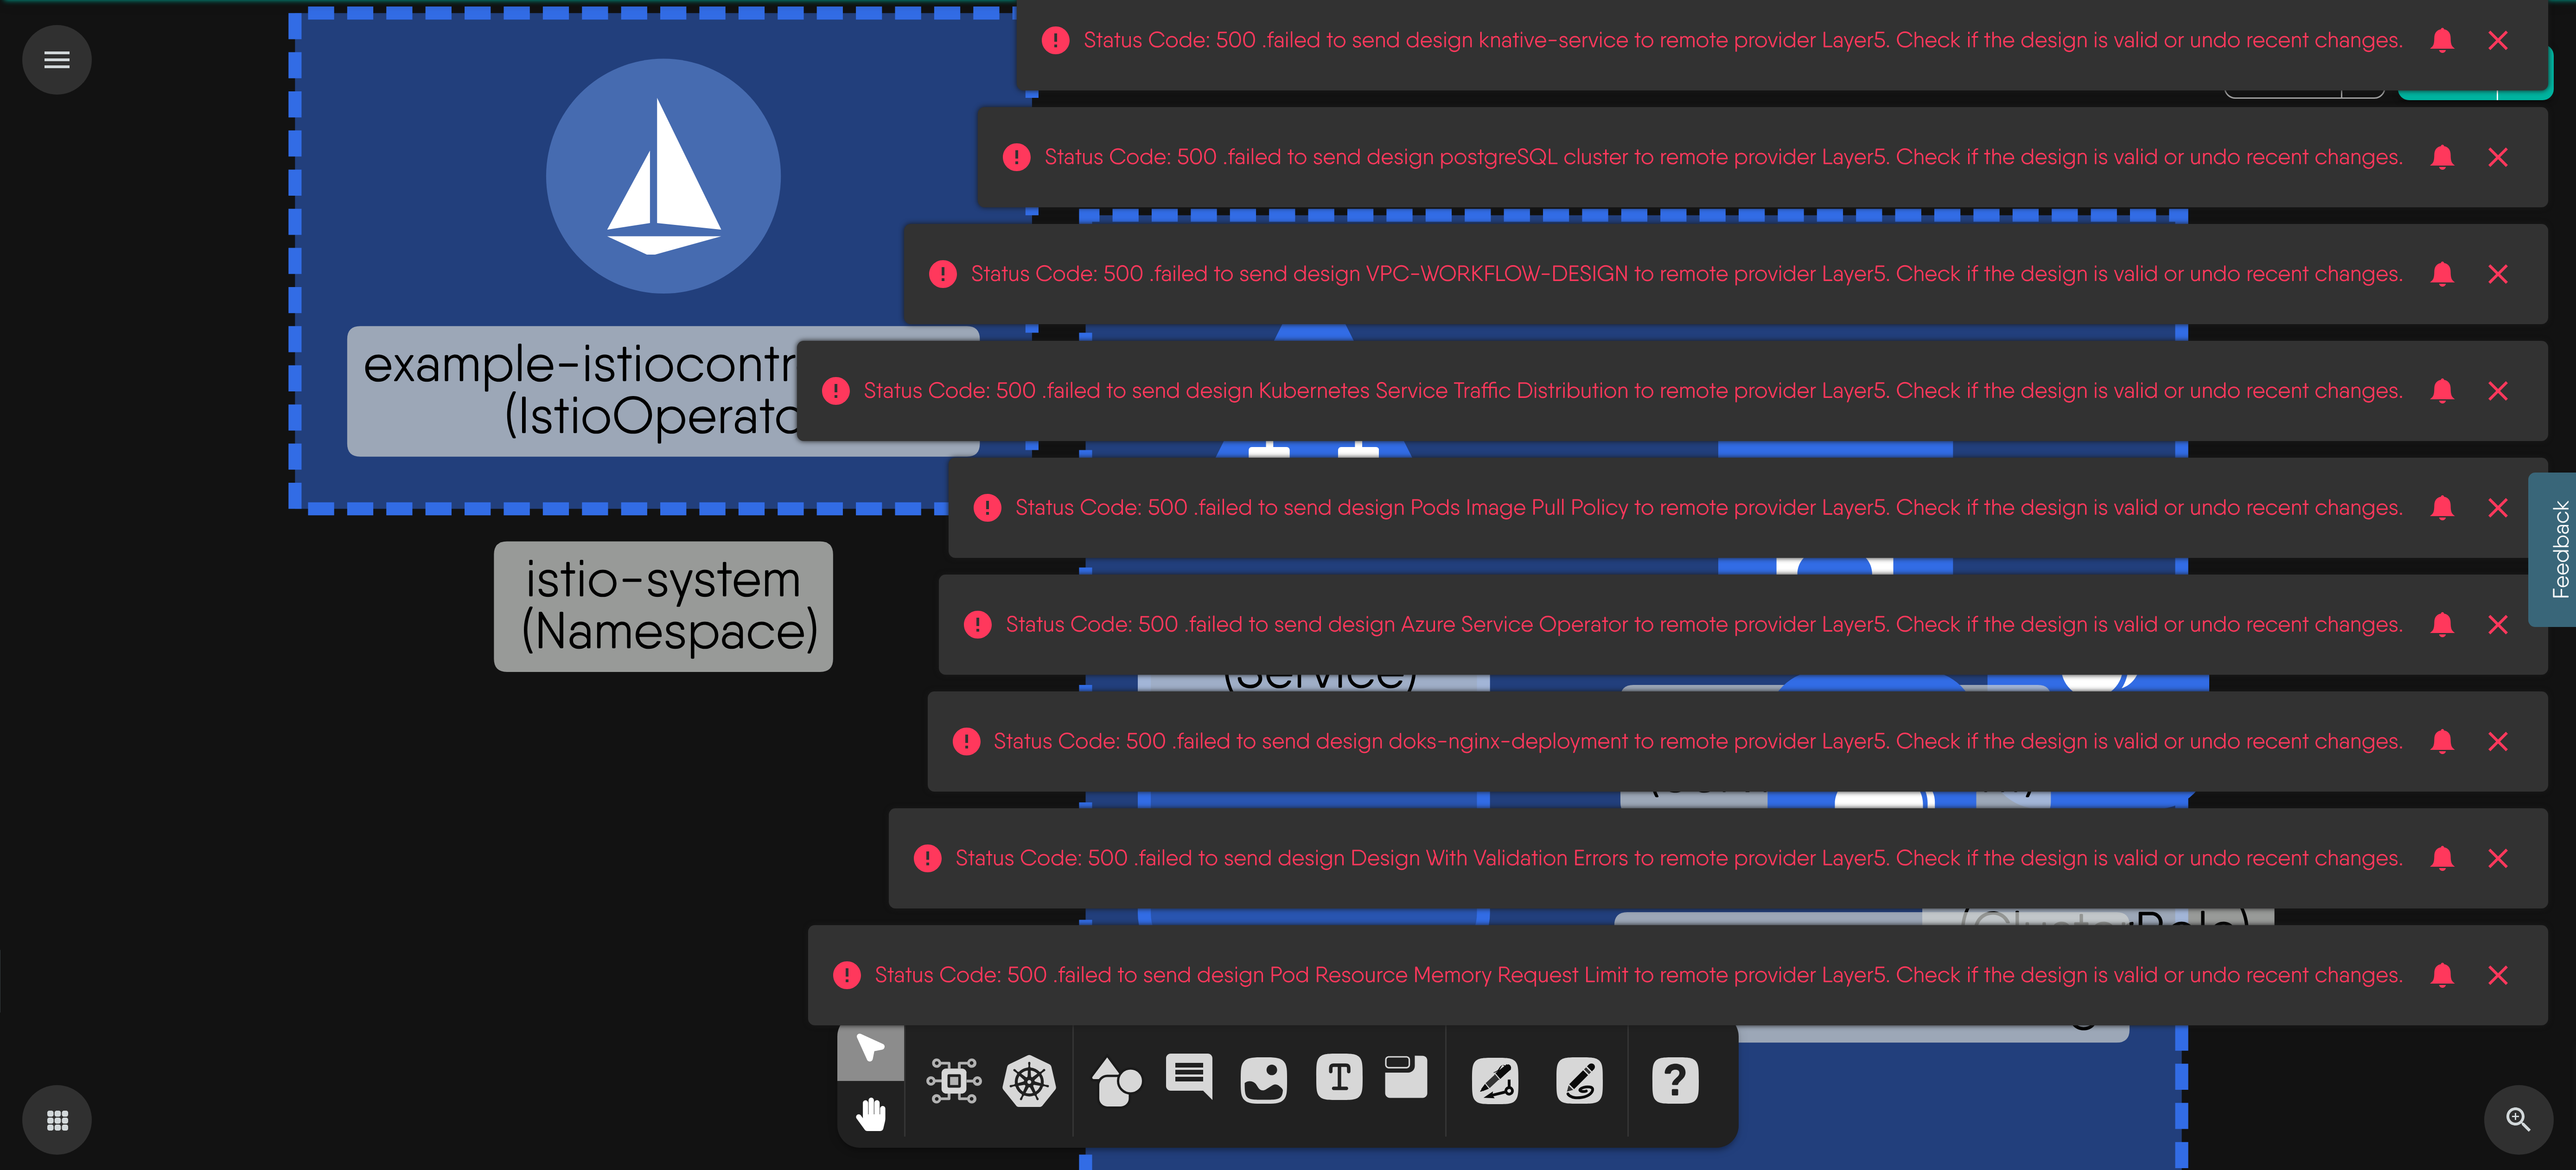 Status Code: 500 .failed to send design knative-service to remote provider Layer5. Check if the design is valid or undo recent changes.
Status Code: 500 .failed to send design postgreSQL cluster to remote provider Layer5. Check if the design is valid or undo recent changes.
Status Code: 500 .failed to send design VPC-WORKFLOW-DESIGN to remote provider Layer5. Check if the design is valid or undo recent changes.
example-istiocontr
(IstioOperato
Status Code: 500 .failed to send design Kubernetes Service Traffic Distribution to remote provider Layer5. Check if the design is valid or undo recent changes.
Status Code: 500 .failed to send design Pods Image Pull Policy to remote provider Layer5. Check if the design is valid or undo recent changes.
Feedback
istio-system
(Namespace)
Status Code: 500 .failed to send design Azure Service Operator to remote provider Layer5. Check if the design is valid or undo recent changes.
(Service)
Status Code: 500 .failed to send design doks-nginx-deployment to remote provider Layer5. Check if the design is valid or undo recent changes.
Status Code: 500 .failed to send design Design With Validation Errors to remote provider Layer5. Check if the design is valid or undo recent changes.
(ClusterRole)
Status Code: 500 .failed to send design Pod Resource Memory Request Limit to remote provider Layer5. Check if the design is valid or undo recent changes.
T
?